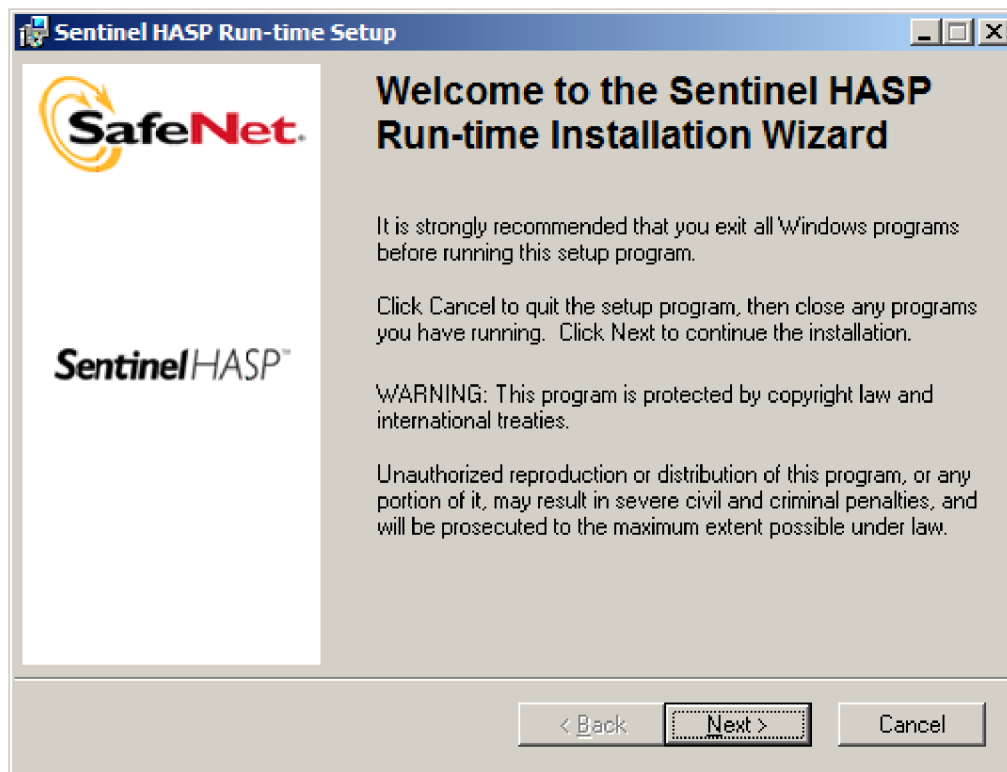 Sentinel HASP Run-time Setup
SafeNet.
Sentinel HASP™
Welcome to the Sentinel HASP
Run-time Installation Wizard
It is strongly recommended that you exit all Windows programs
before running this setup program.
Click Cancel to quit the setup program, then close any programs
you have running.  Click Next to continue the installation.
WARNING: This program is protected by copyright law and
international treaties.
Unauthorized reproduction or distribution of this program, or any
portion of it, may result in severe civil and criminal penalties, and
will be prosecuted to the maximum extent possible under law.
< Back
Next >
Cancel